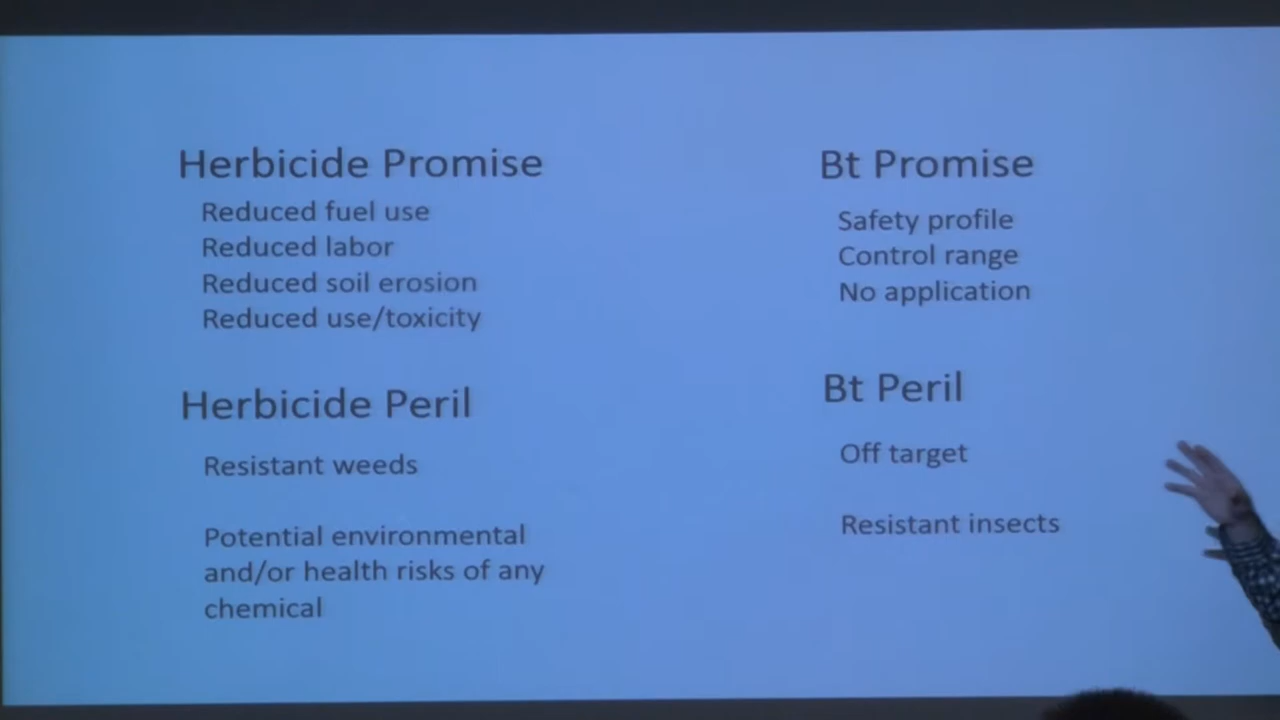 Herbicide Promise
Reduced fuel use
Reduced labor
Reduced soil erosion
Reduced use/toxicity
Herbicide Peril
Resistant weeds
Potential environmental
and/or health risks of any
chemical
Bt Promise
Safety profile
Control range
No application
Bt Peril
Off target
Resistant insects